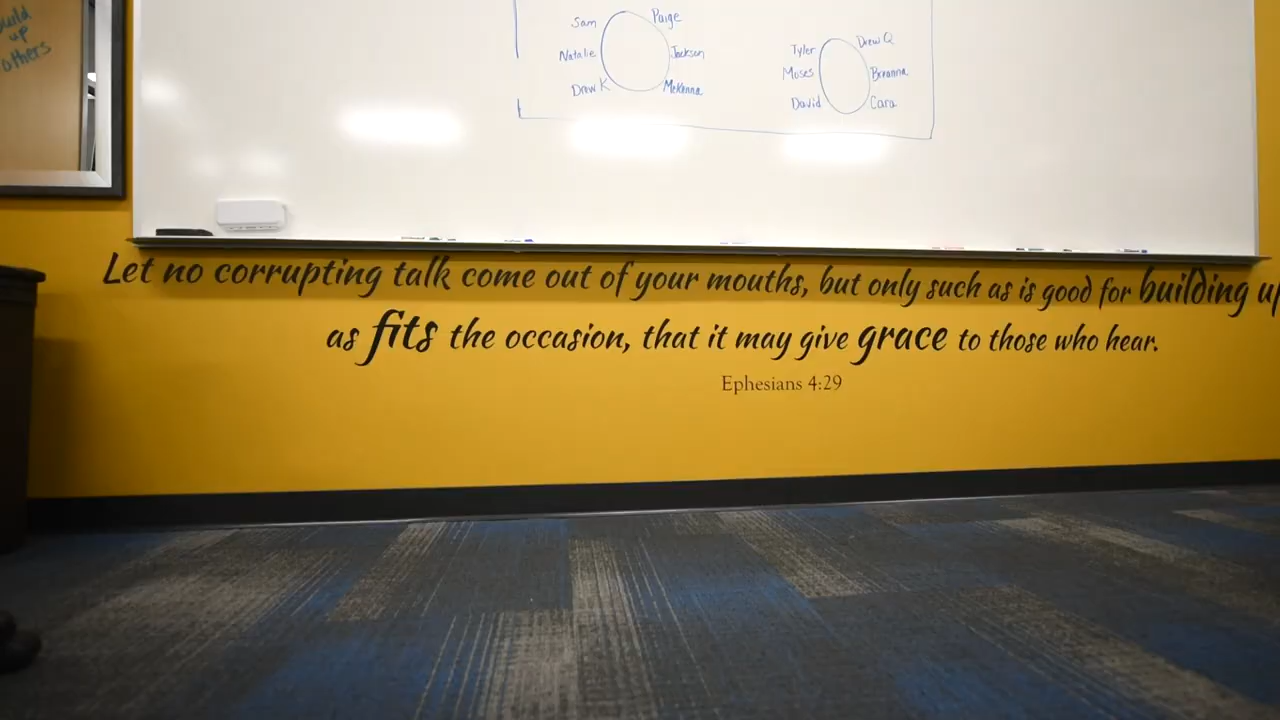 build
up
others
Sam
Paige
Natalie
Jackson
Drew K
McKenna
Tyler
Drew Q
Moses
Breanna
David
Cara
Let no corrupting talk come out of your mouths, but only such as is good for building up
as fits the occasion, that it may give grace to those who hear.
Ephesians 4:29